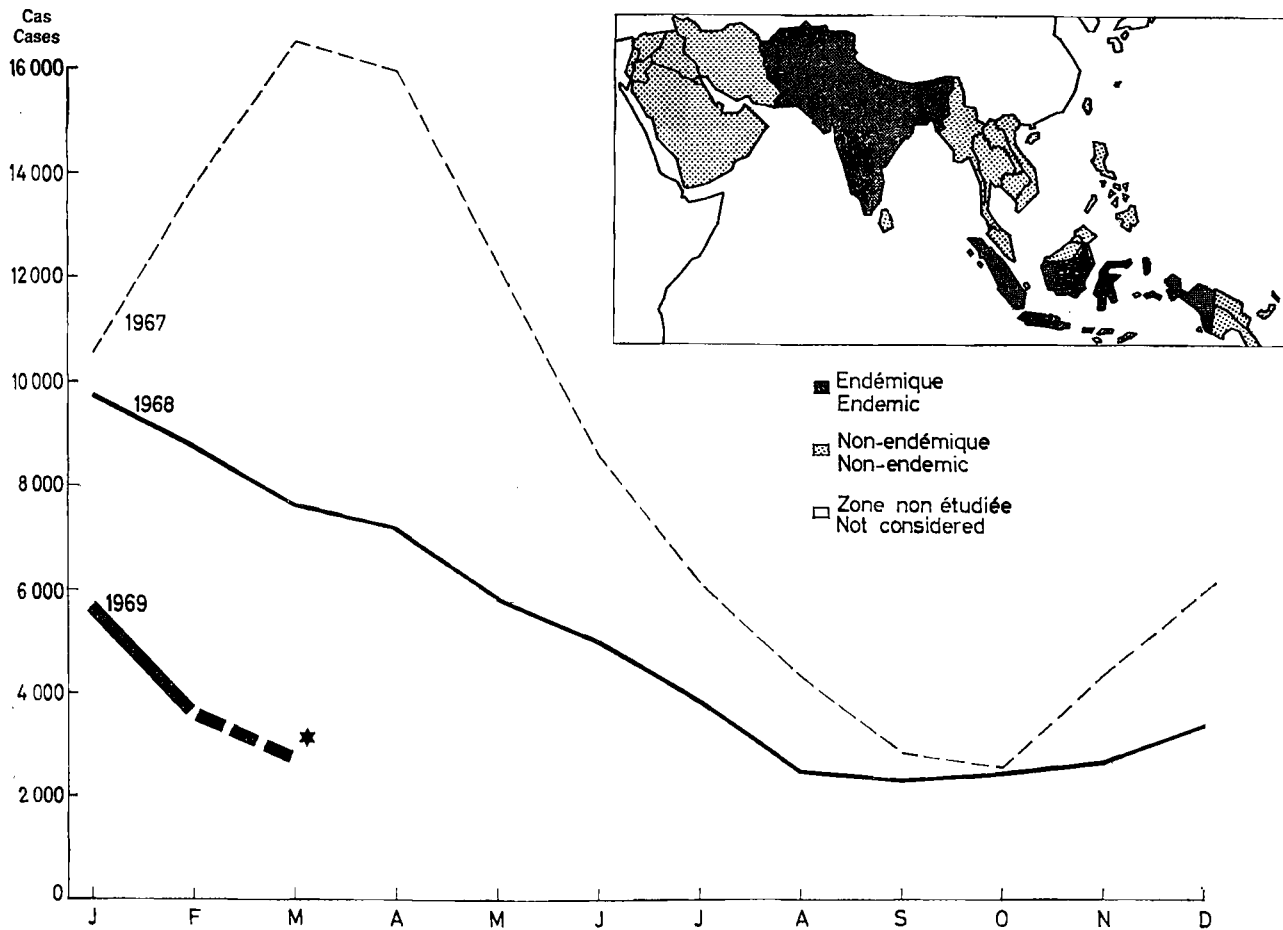 Cas
Cases
16 000
14 000
12 000
10 000
8 000
6 000
4 000
2 000
0
1967
1968
1969
J F M A M J J A S O N D
Endémique
Endemic
Non-endémique
Non-endemic
Zone non étudiée
Not considered